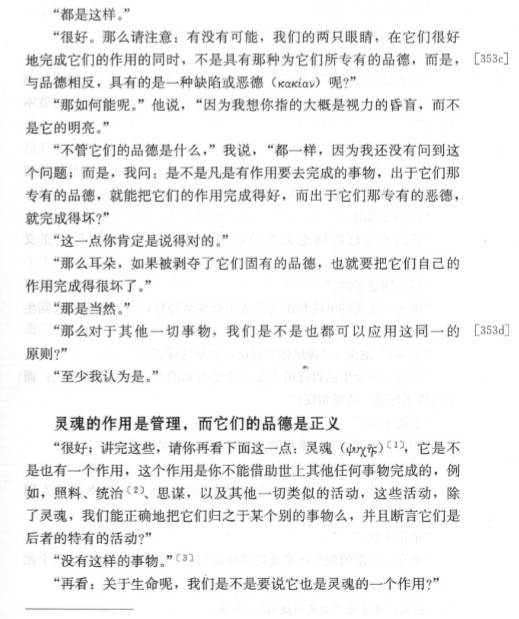 “都是这样。”
“很好。那么请注意：有没有可能，我们的两只眼睛，在它们很好
地完成它们的作用的同时，不是具有那种为它们所专有的品德，而是， [353c]
与品德相反，具有的是一种缺陷或恶德（κακίαν）呢？”
“那如何能呢。”他说，“因为我想你指的大概是视力的昏盲，而不
是它的明亮。”
“不管它们的品德是什么，”我说，“都一样，因为我还没有问到这
个问题；而是，我问：是不是凡是有作用要去完成的事物，出于它们那
专有的品德，就能把它们的作用完成得好，而出于它们那专有的恶德，
就完成得坏？”
“这一点你肯定是说得对的。”
“那么耳朵，如果被剥夺了它们固有的品德，也就要把它们自己的
作用完成得很坏了。”
“那是当然。”
“那么对于其他一切事物，我们是不是也都可以应用这同一的 [353d]
原则？”
“至少我认为是。”
灵魂的作用是管理，而它们的品德是正义
“很好；讲完这些，请你再看下面这一点：灵魂（ψυχῆς）〔1〕，它是不
是也有一个作用，这个作用是你不能借助世上其他任何事物完成的，例
如，照料、统治〔2〕、思谋，以及其他一切类似的活动，这些活动，除
了灵魂，我们能正确地把它们归之于某个别的事物么，并且断言它们是
后者的特有的活动？”
“没有这样的事物。”〔3〕
“再看：关于生命呢，我们是不是要说它也是灵魂的一个作用？”